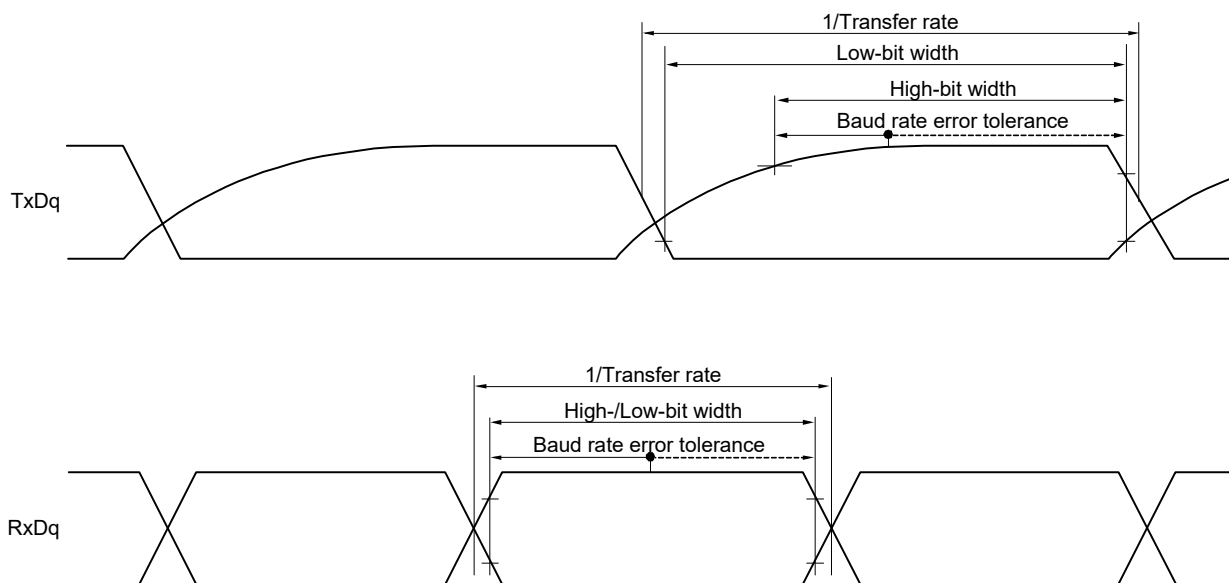 1/Transfer rate
Low-bit width
High-bit width
Baud rate error tolerance
TxDq
1/Transfer rate
High-/Low-bit width
Baud rate error tolerance
RxDq